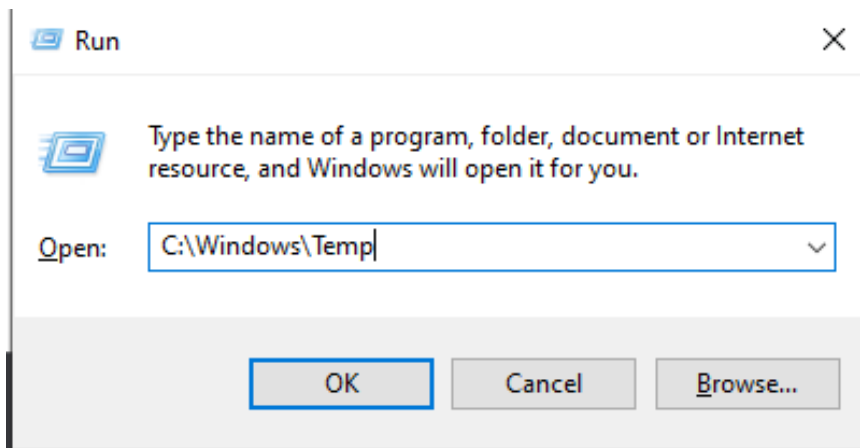 Run
Type the name of a program, folder, document or Internet
resource, and Windows will open it for you.
Open: C:\Windows\Temp
OK Cancel Browse...